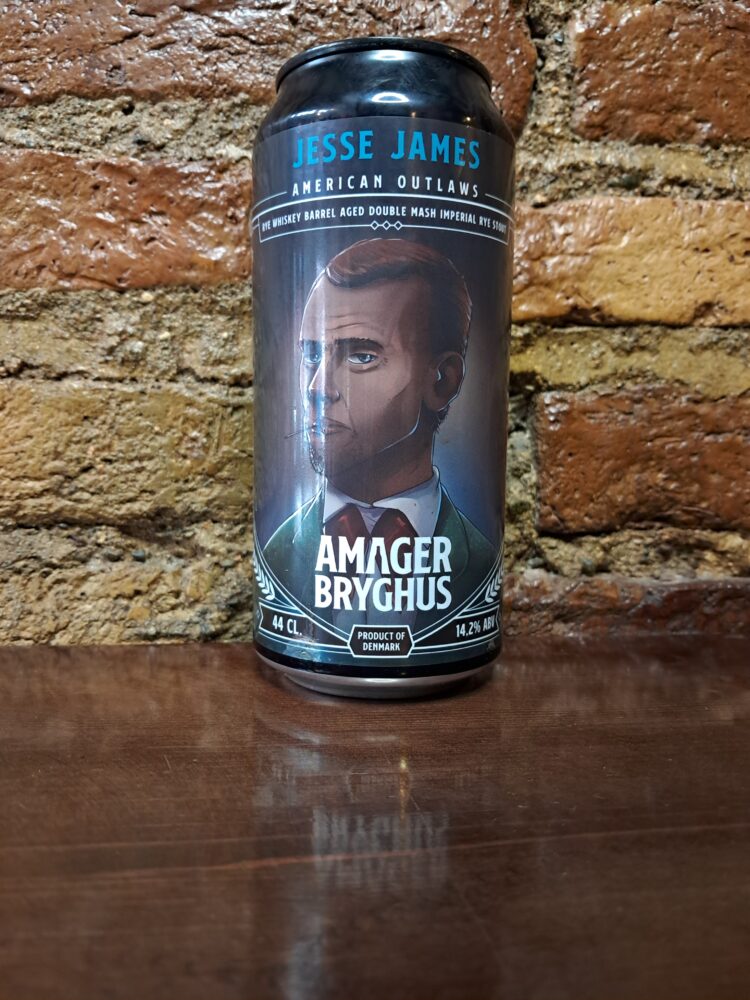 JESSE JAMES
AMERICAN OUTLAWS
RYE WHISKEY BARREL AGED DOUBLE MASH IMPERIAL RYE STOUT
AMAGER
BRYGHUS
44 CL.
PRODUCT OF
DENMARK
14.2% ABV